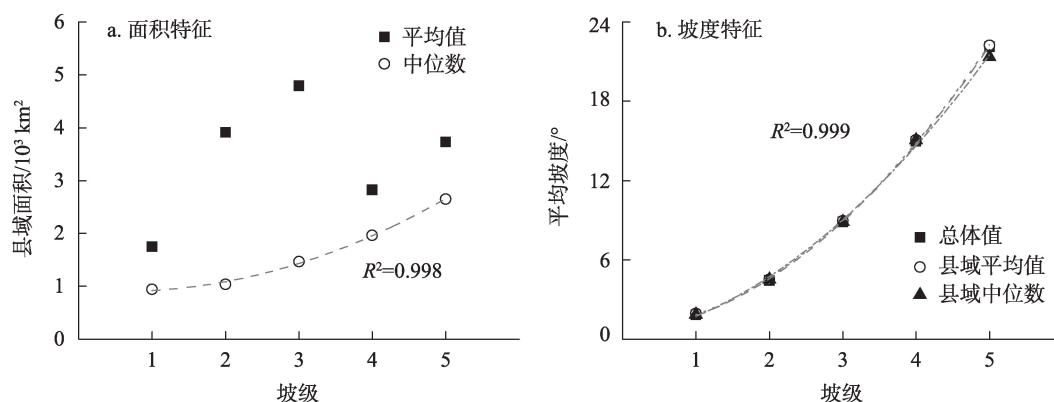 a. 面积特征
平均值
中位数
6
5
4
3
2
1
0
县域面积/10³ km²
R²=0.998
1 2 3 4 5
坡级
b. 坡度特征
24
18
12
6
0
平均坡度/°
R²=0.999
总体值
县域平均值
县域中位数
1 2 3 4 5
坡级